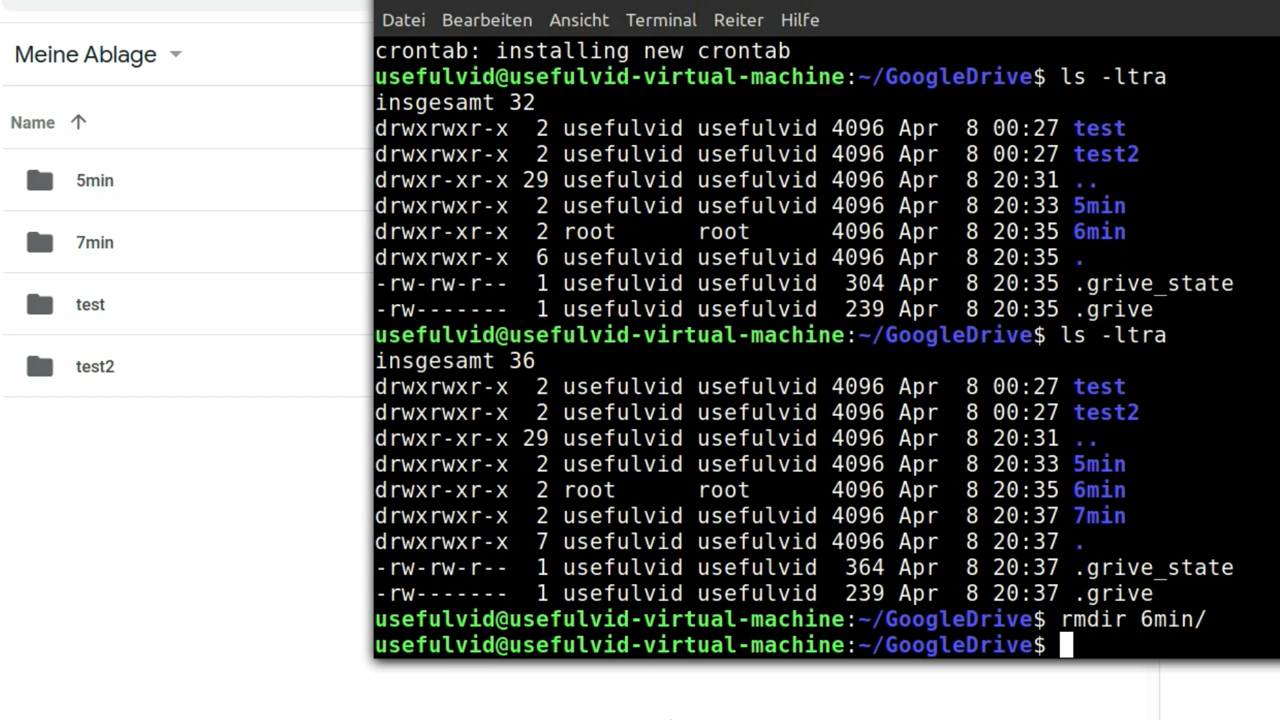 Meine Ablage
Name
5min
7min
test
test2
Datei Bearbeiten Ansicht Terminal Reiter Hilfe
crontab: installing new crontab
usefulvid@usefulvid-virtual-machine:~/GoogleDrive$ ls -ltra
insgesamt 32
drwxrwxr-x 2 usefulvid usefulvid 4096 Apr 8 00:27 test
drwxrwxr-x 2 usefulvid usefulvid 4096 Apr 8 00:27 test2
drwxr-xr-x 29 usefulvid usefulvid 4096 Apr 8 20:31 ..
drwxrwxr-x 2 usefulvid usefulvid 4096 Apr 8 20:33 5min
drwxr-xr-x 2 root root 4096 Apr 8 20:35 6min
drwxrwxr-x 6 usefulvid usefulvid 4096 Apr 8 20:35 .
-rw-rw-r-- 1 usefulvid usefulvid 304 Apr 8 20:35 .grive_state
-rw------- 1 usefulvid usefulvid 239 Apr 8 20:35 .grive
usefulvid@usefulvid-virtual-machine:~/GoogleDrive$ ls -ltra
insgesamt 36
drwxrwxr-x 2 usefulvid usefulvid 4096 Apr 8 00:27 test
drwxrwxr-x 2 usefulvid usefulvid 4096 Apr 8 00:27 test2
drwxr-xr-x 29 usefulvid usefulvid 4096 Apr 8 20:31 ..
drwxrwxr-x 2 usefulvid usefulvid 4096 Apr 8 20:33 5min
drwxr-xr-x 2 root root 4096 Apr 8 20:35 6min
drwxrwxr-x 2 usefulvid usefulvid 4096 Apr 8 20:37 7min
drwxrwxr-x 7 usefulvid usefulvid 4096 Apr 8 20:37 .
-rw-rw-r-- 1 usefulvid usefulvid 364 Apr 8 20:37 .grive_state
-rw------- 1 usefulvid usefulvid 239 Apr 8 20:37 .grive
usefulvid@usefulvid-virtual-machine:~/GoogleDrive$ rmdir 6min/
usefulvid@usefulvid-virtual-machine:~/GoogleDrive$